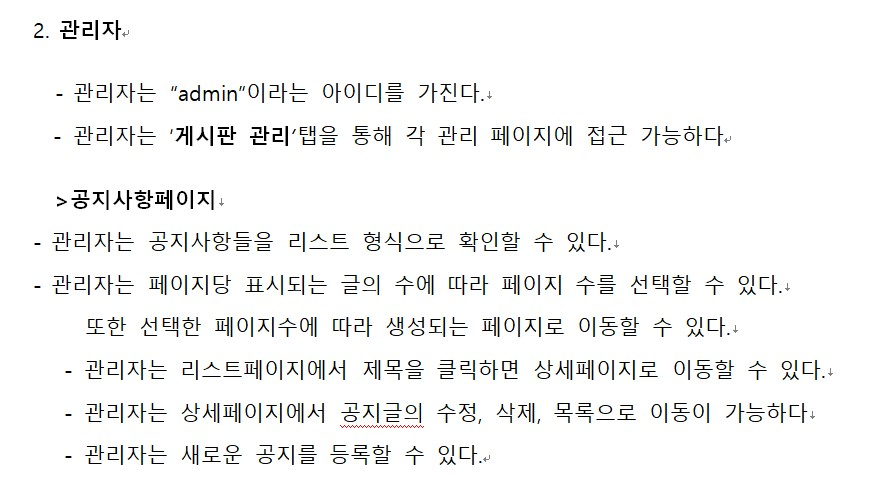 2. 관리자
- 관리자는 “admin”이라는 아이디를 가진다.
- 관리자는 ‘게시판 관리’탭을 통해 각 관리 페이지에 접근 가능하다
>공지사항페이지
- 관리자는 공지사항들을 리스트 형식으로 확인할 수 있다.
- 관리자는 페이지당 표시되는 글의 수에 따라 페이지 수를 선택할 수 있다.
또한 선택한 페이지수에 따라 생성되는 페이지로 이동할 수 있다.
- 관리자는 리스트페이지에서 제목을 클릭하면 상세페이지로 이동할 수 있다.
- 관리자는 상세페이지에서 공지글의 수정, 삭제, 목록으로 이동이 가능하다
- 관리자는 새로운 공지를 등록할 수 있다.